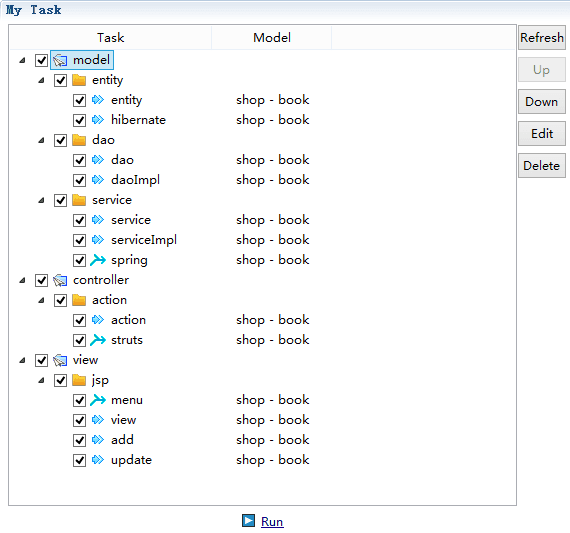 My Task
Task Model
Refresh
model
Up
entity
entity shop - book
Down
hibernate shop - book
dao
Edit
dao shop - book
Delete
daoImpl shop - book
service
service shop - book
serviceImpl shop - book
spring shop - book
controller
action
action shop - book
struts shop - book
view
jsp
menu shop - book
view shop - book
add shop - book
update shop - book
Run